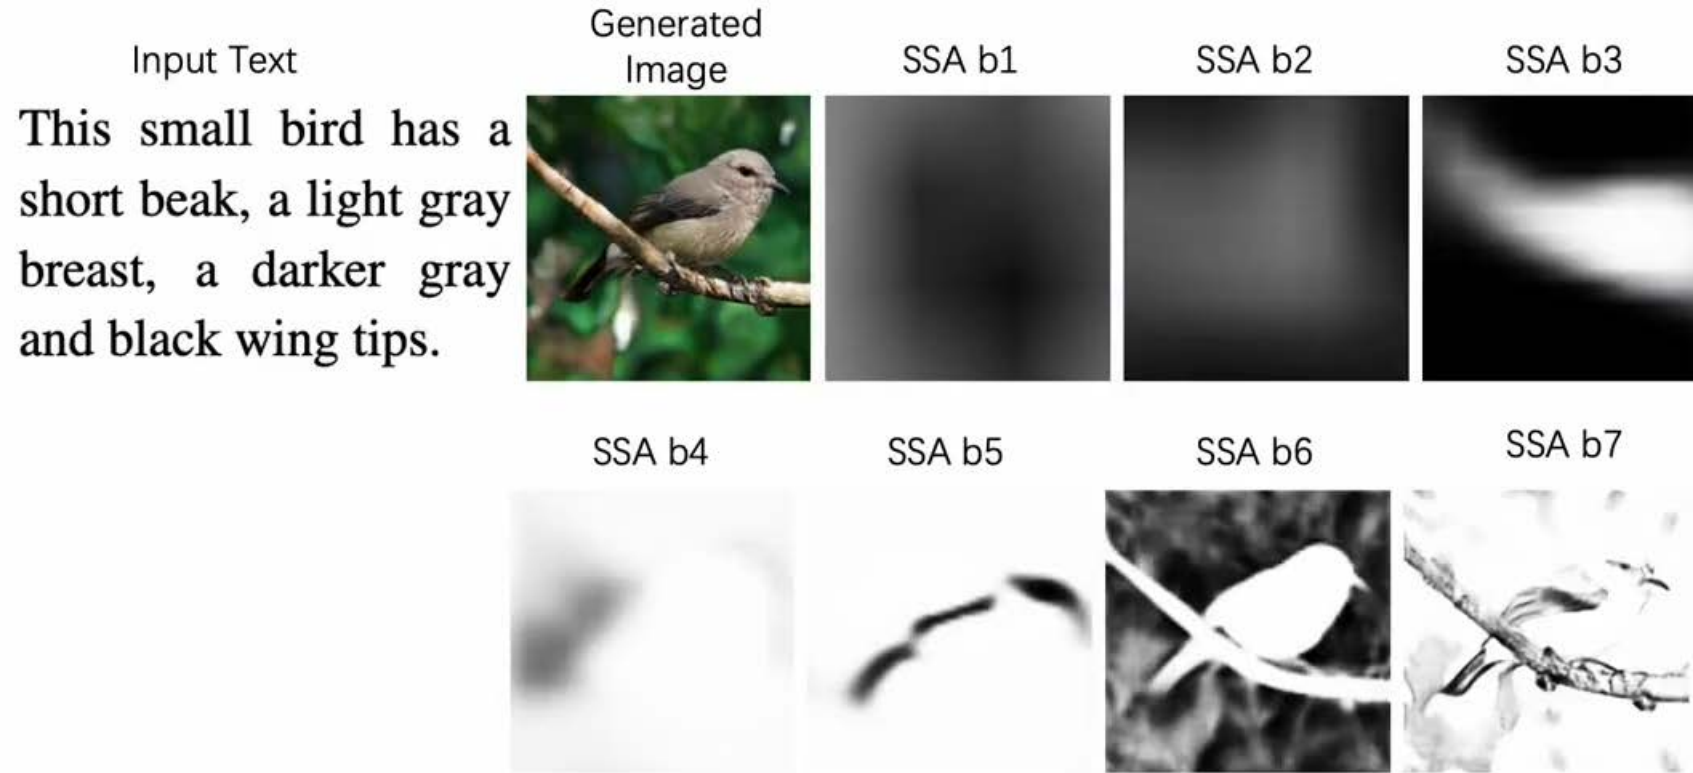 Input Text
Generated
Image
SSA b1
SSA b2
SSA b3
This small bird has a
short beak, a light gray
breast, a darker gray
and black wing tips.
SSA b4
SSA b5
SSA b6
SSA b7